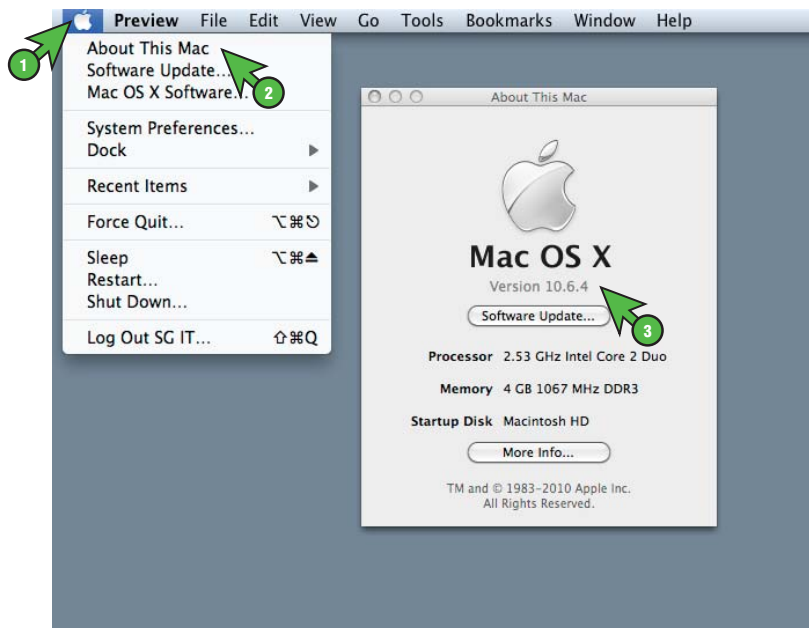 Preview File Edit View Go Tools Bookmarks Window Help
1
About This Mac
Software Update...
2
Mac OS X Software...
System Preferences...
Dock ▶
Recent Items ▶
Force Quit... ⌥⌘⎋
Sleep ⌥⌘⏏
Restart...
Shut Down...
Log Out SG IT... ⇧⌘Q
About This Mac
Mac OS X
Version 10.6.4
Software Update...
3
Processor 2.53 GHz Intel Core 2 Duo
Memory 4 GB 1067 MHz DDR3
Startup Disk Macintosh HD
More Info...
TM and © 1983-2010 Apple Inc.
All Rights Reserved.